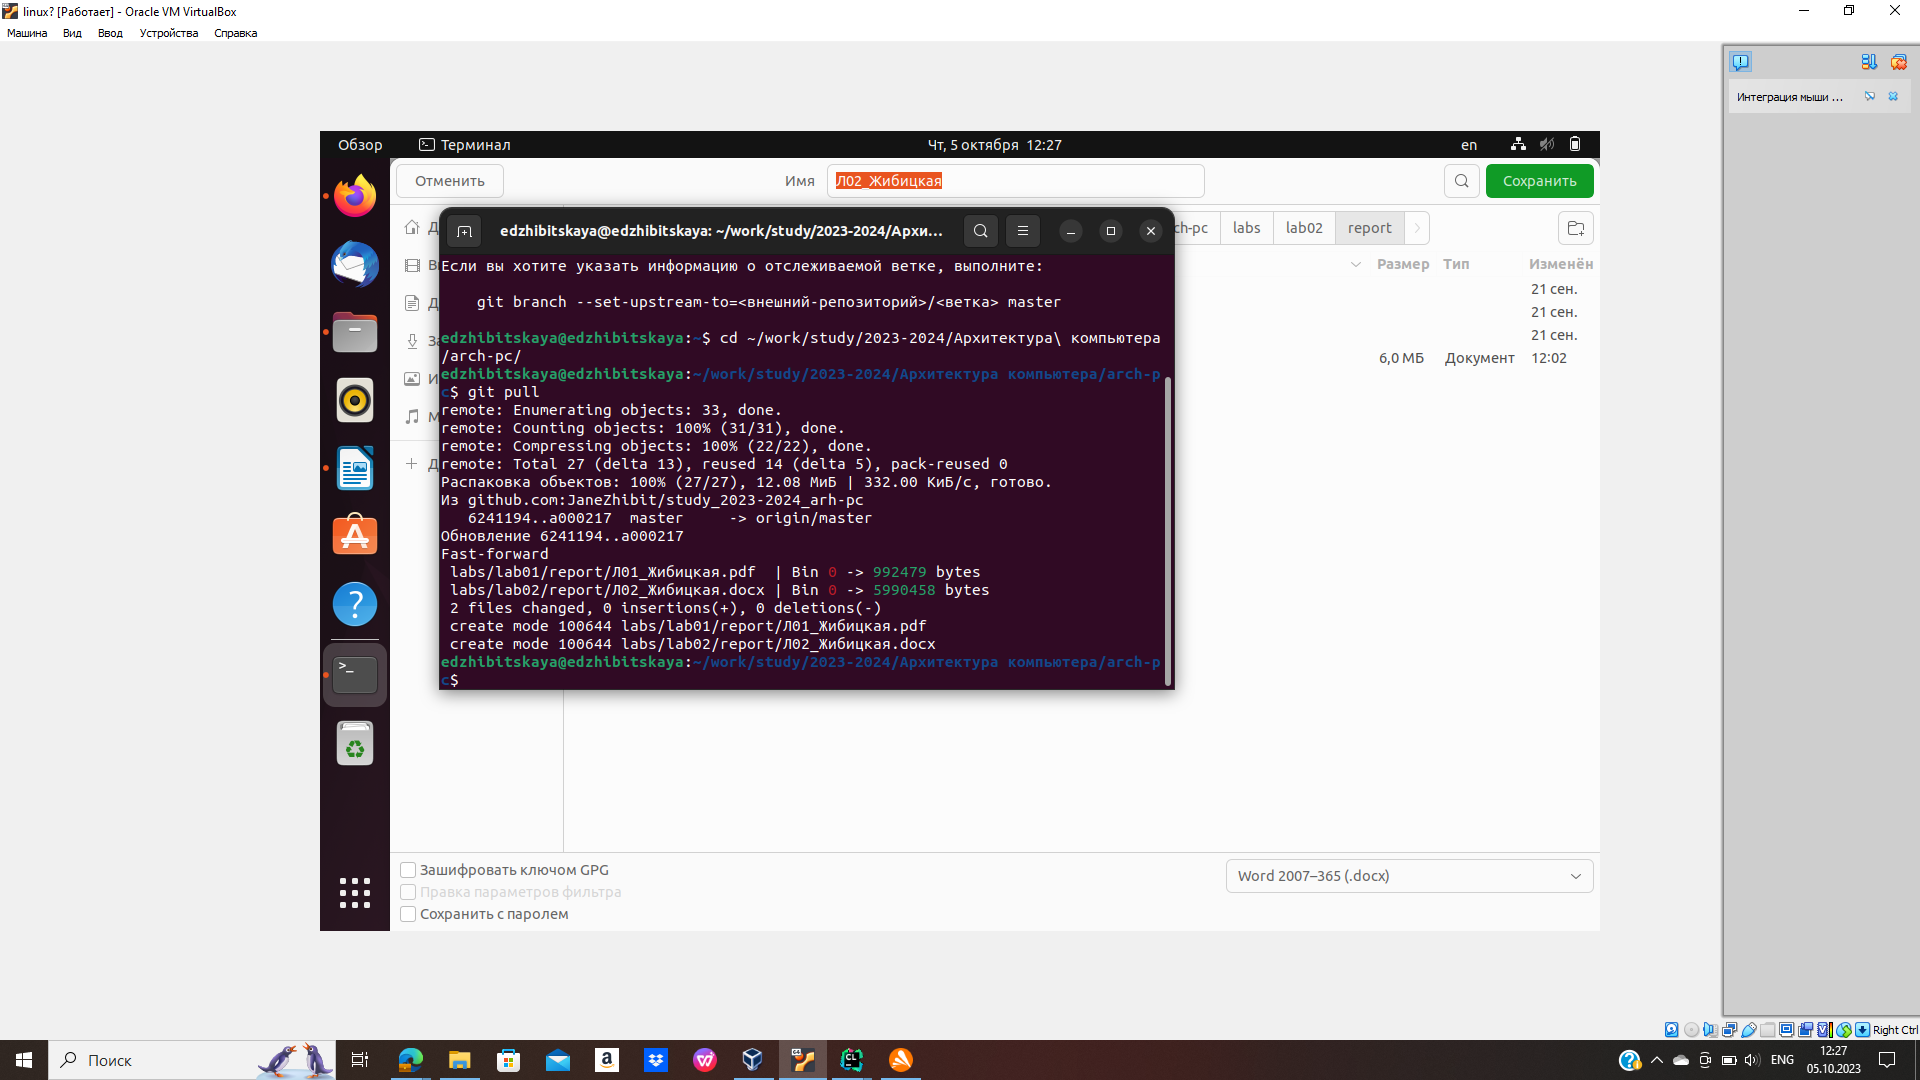 linux? [Работает] - Oracle VM VirtualBox
Машина Вид Ввод Устройства Справка
Интеграция мыши ...
Обзор Терминал Чт, 5 октября 12:27 en
Отменить Имя Л02_Жибицкая Сохранить
edzhibitskaya@edzhibitskaya: ~/work/study/2023-2024/Архи...
ch-pc labs lab02 report
Размер Тип Изменён
21 сен.
21 сен.
21 сен.
6,0 МБ Документ 12:02
Если вы хотите указать информацию о отслеживаемой ветке, выполните:
git branch --set-upstream-to=<внешний-репозиторий>/<ветка> master
edzhibitskaya@edzhibitskaya:~$ cd ~/work/study/2023-2024/Архитектура\ компьютера
/arch-pc/
edzhibitskaya@edzhibitskaya:~/work/study/2023-2024/Архитектура компьютера/arch-p
c$ git pull
remote: Enumerating objects: 33, done.
remote: Counting objects: 100% (31/31), done.
remote: Compressing objects: 100% (22/22), done.
remote: Total 27 (delta 13), reused 14 (delta 5), pack-reused 0
Распаковка объектов: 100% (27/27), 12.08 МиБ | 332.00 КиБ/с, готово.
Из github.com:JaneZhibit/study_2023-2024_arh-pc
6241194..a000217 master -> origin/master
Обновление 6241194..a000217
Fast-forward
labs/lab01/report/Л01_Жибицкая.pdf | Bin 0 -> 992479 bytes
labs/lab02/report/Л02_Жибицкая.docx | Bin 0 -> 5990458 bytes
2 files changed, 0 insertions(+), 0 deletions(-)
create mode 100644 labs/lab01/report/Л01_Жибицкая.pdf
create mode 100644 labs/lab02/report/Л02_Жибицкая.docx
edzhibitskaya@edzhibitskaya:~/work/study/2023-2024/Архитектура компьютера/arch-p
c$
Зашифровать ключом GPG
Правка параметров фильтра
Сохранить с паролем
Word 2007–365 (.docx)
Right Ctrl
Поиск
ENG
12:27
05.10.2023